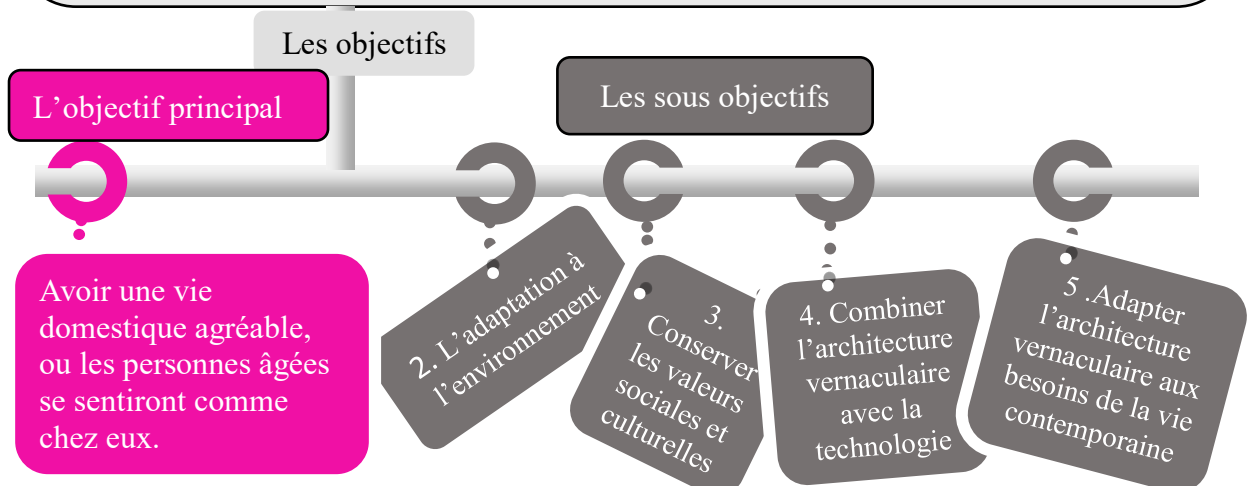 Les objectifs
L’objectif principal
Les sous objectifs
Avoir une vie
domestique agréable,
ou les personnes âgées
se sentiront comme
chez eux.
2. L’adaptation à
l’environnement
3.
Conserver
les valeurs
sociales et
culturelles
4. Combiner
l’architecture
vernaculaire
avec la
technologie
5 .Adapter
l’architecture
vernaculaire aux
besoins de la vie
contemporaine